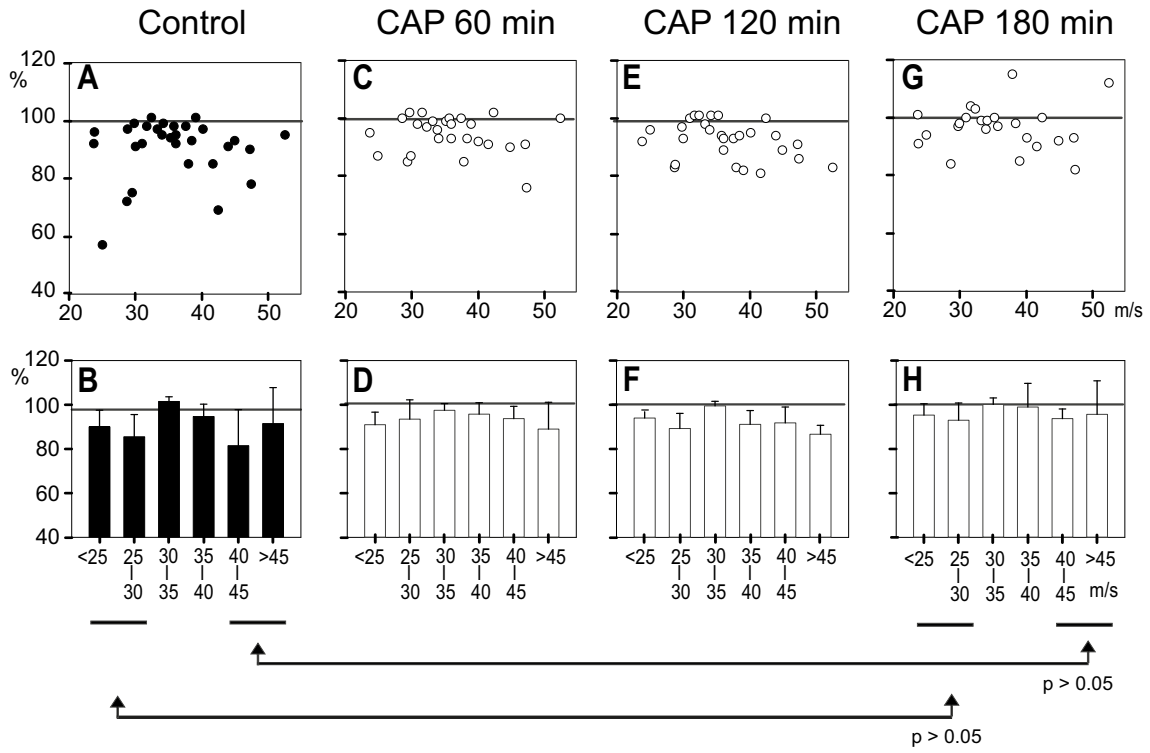 Control CAP 60 min CAP 120 min CAP 180 min
120 A C E G
%
100
80
60
40
20 30 40 50 20 30 40 50 20 30 40 50 20 30 40 50 m/s
120 B D F H
%
100
80
60
40
<25 25 30 35 40 >45 <25 25 30 35 40 >45 <25 25 30 35 40 >45 <25 25 30 35 40 >45
30 35 40 45 30 35 40 45 30 35 40 45 30 35 40 45 m/s
p > 0.05
p > 0.05